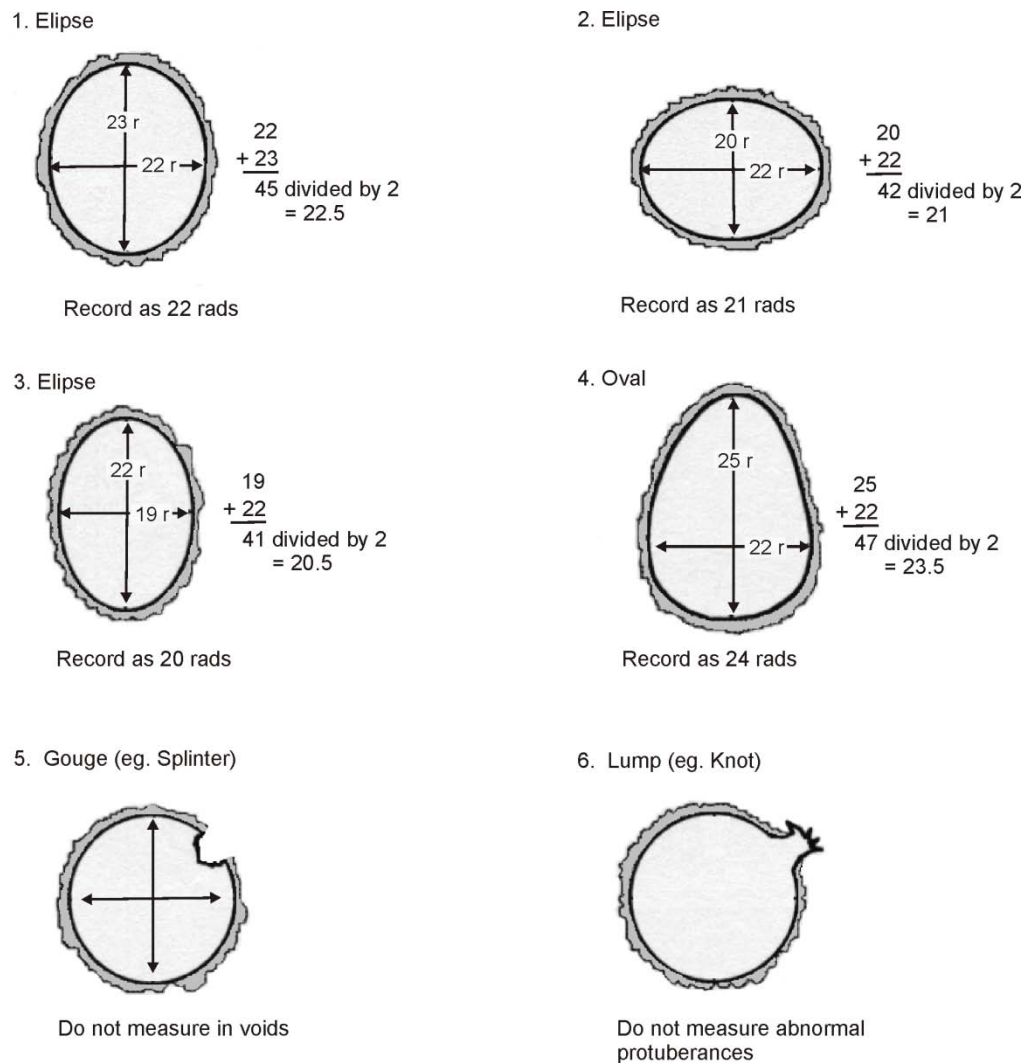 1. Elipse
23 r
22 r
22
+ 23
45 divided by 2
= 22.5
Record as 22 rads
2. Elipse
20 r
22 r
20
+ 22
42 divided by 2
= 21
Record as 21 rads
3. Elipse
22 r
19 r
19
+ 22
41 divided by 2
= 20.5
Record as 20 rads
4. Oval
25 r
22 r
25
+ 22
47 divided by 2
= 23.5
Record as 24 rads
5. Gouge (eg. Splinter)
Do not measure in voids
6. Lump (eg. Knot)
Do not measure abnormal
protuberances